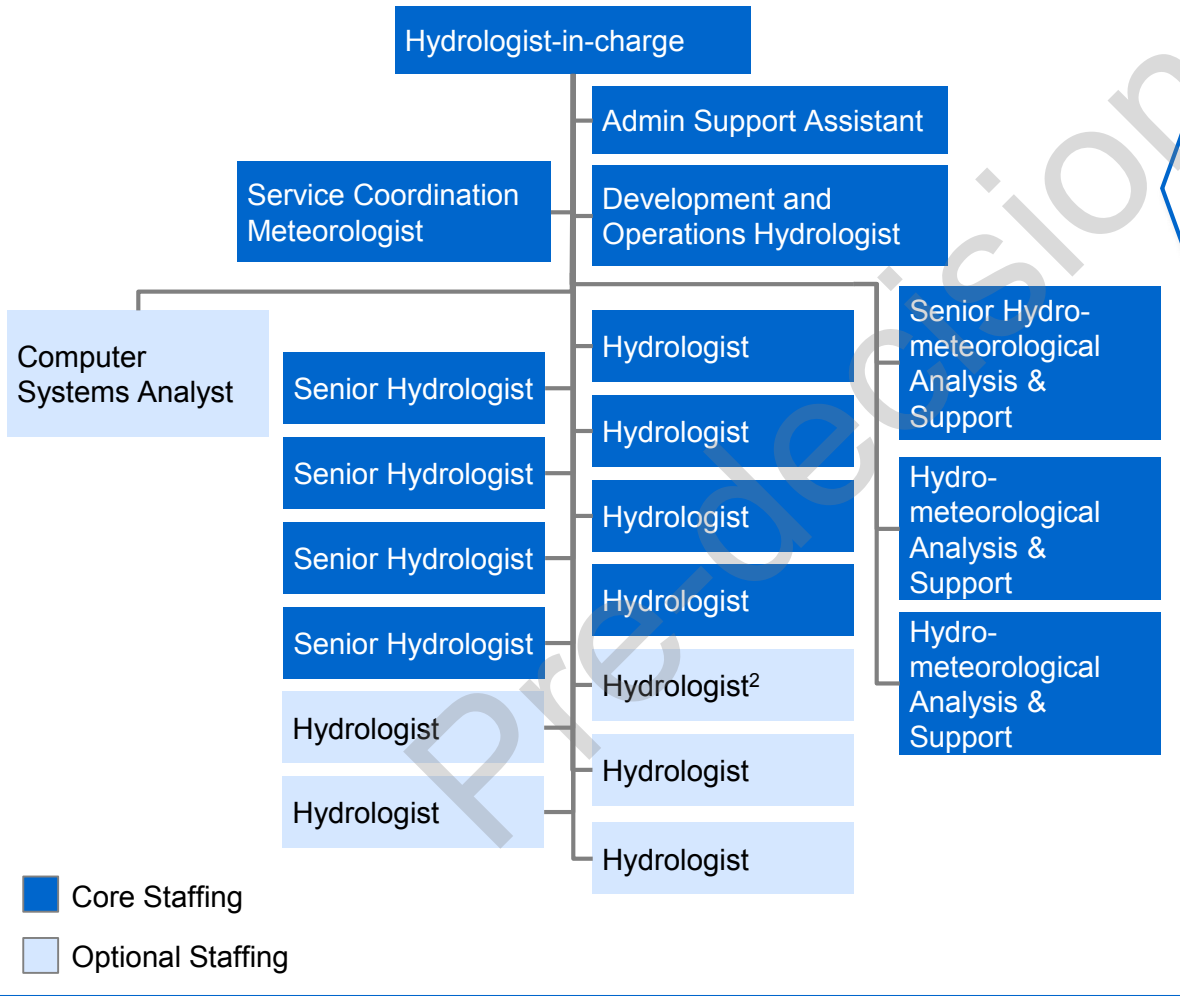 Hydrologist-in-charge
Admin Support Assistant
Service Coordination
Meteorologist
Development and
Operations Hydrologist
Computer
Systems Analyst
Senior Hydrologist
Senior Hydrologist
Senior Hydrologist
Senior Hydrologist
Hydrologist
Hydrologist
Hydrologist
Hydrologist
Hydrologist
Hydrologist
Hydrologist²
Hydrologist
Hydrologist
Senior Hydro-
meteorological
Analysis &
Support
Hydro-
meteorological
Analysis &
Support
Hydro-
meteorological
Analysis &
Support
Core Staffing
Optional Staffing
Pre-decision